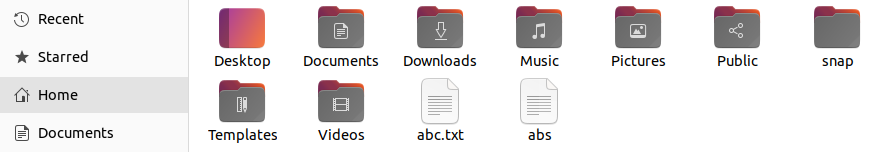 Recent
Starred
Home
Documents
Desktop Documents Downloads Music Pictures Public snap
Templates Videos abc.txt abs